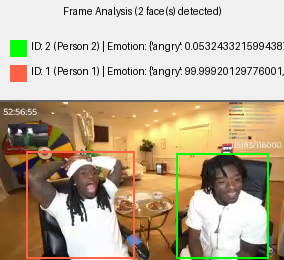 Frame Analysis (2 face(s) detected)
ID: 2 (Person 2) | Emotion: {'angry': 0.0532433215994387
ID: 1 (Person 1) | Emotion: {'angry': 99.99920129776001,
52:56:55
/116000